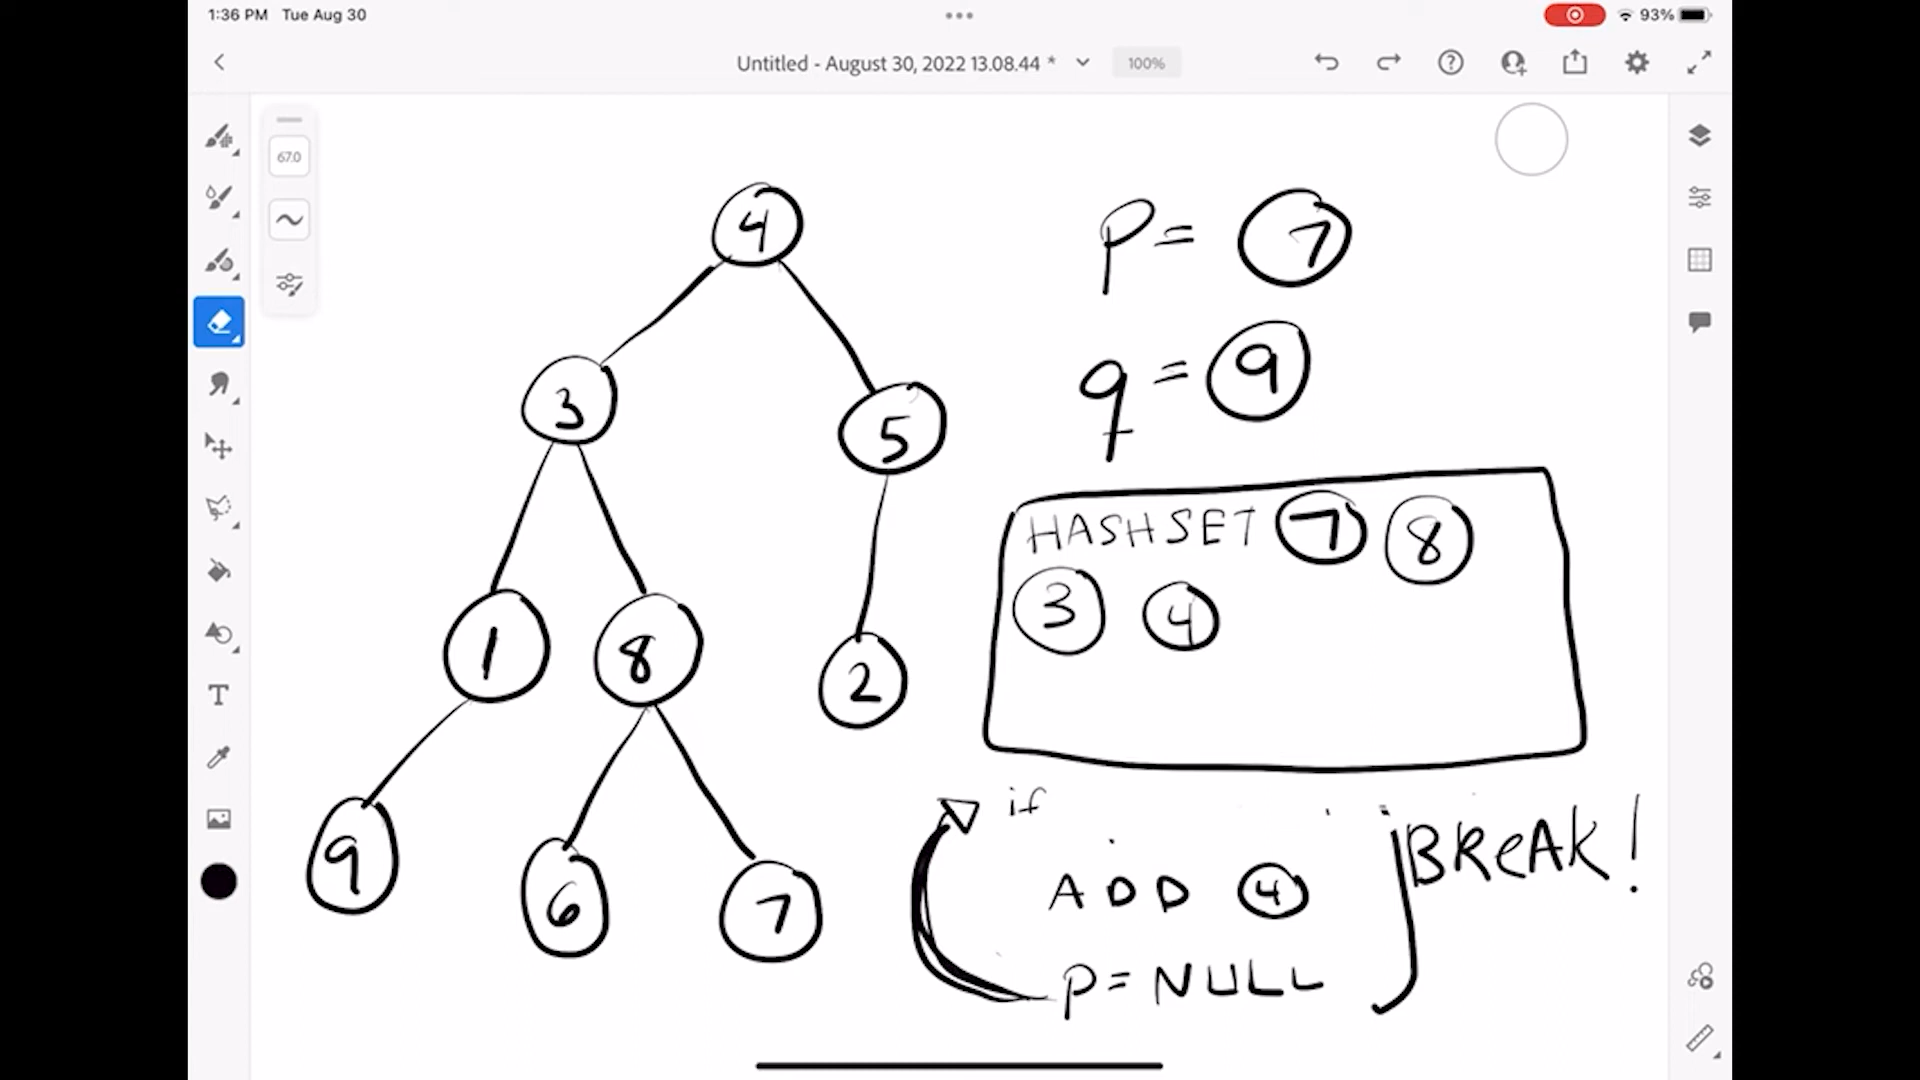 1:36 PM Tue Aug 30
93%
Untitled - August 30, 2022 13.08.44 *
100%
67.0
4
p = 7
q = 9
3
5
HASHSET 7 8
3 4
1
8
2
if
BREAK!
ADD 4
p = NULL
9
6
7
T